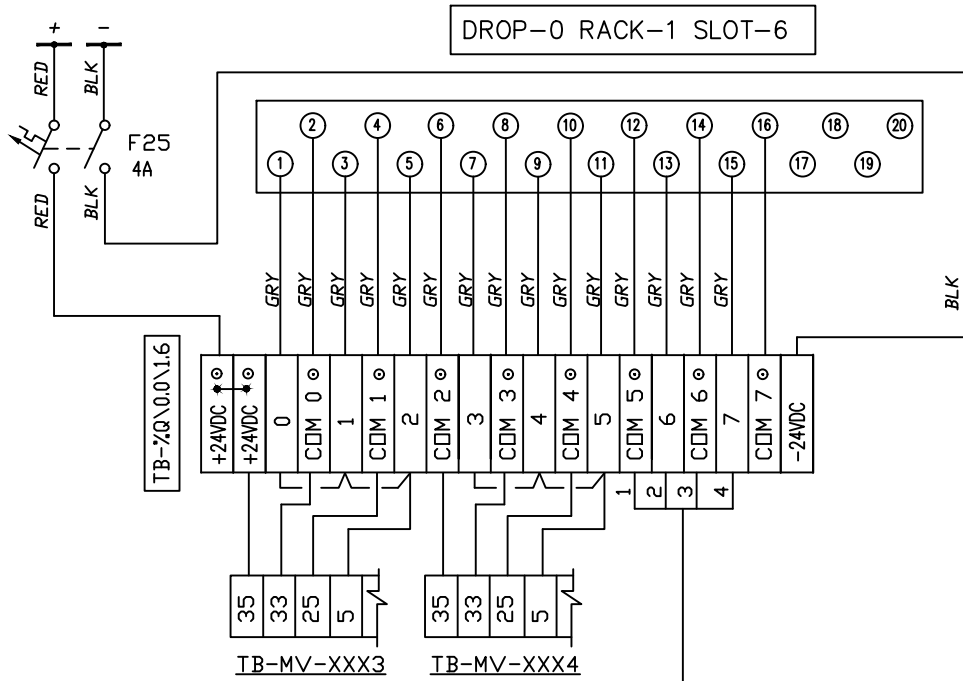 DROP-0 RACK-1 SLOT-6
+ -
RED BLK
F25
4A
RED BLK
2 4 6 8 10 12 14 16 18 20
1 3 5 7 9 11 13 15 17 19
GRY GRY GRY GRY GRY GRY GRY GRY GRY GRY GRY GRY GRY GRY GRY
BLK
TB-%Q\0.0\1.6
+24VDC
+24VDC
0
COM 0
1
COM 1
2
COM 2
3
COM 3
4
COM 4
5
COM 5
6
COM 6
7
COM 7
-24VDC
1 2 3 4
35 33 25 5
35 33 25 5
TB-MV-XXX3
TB-MV-XXX4